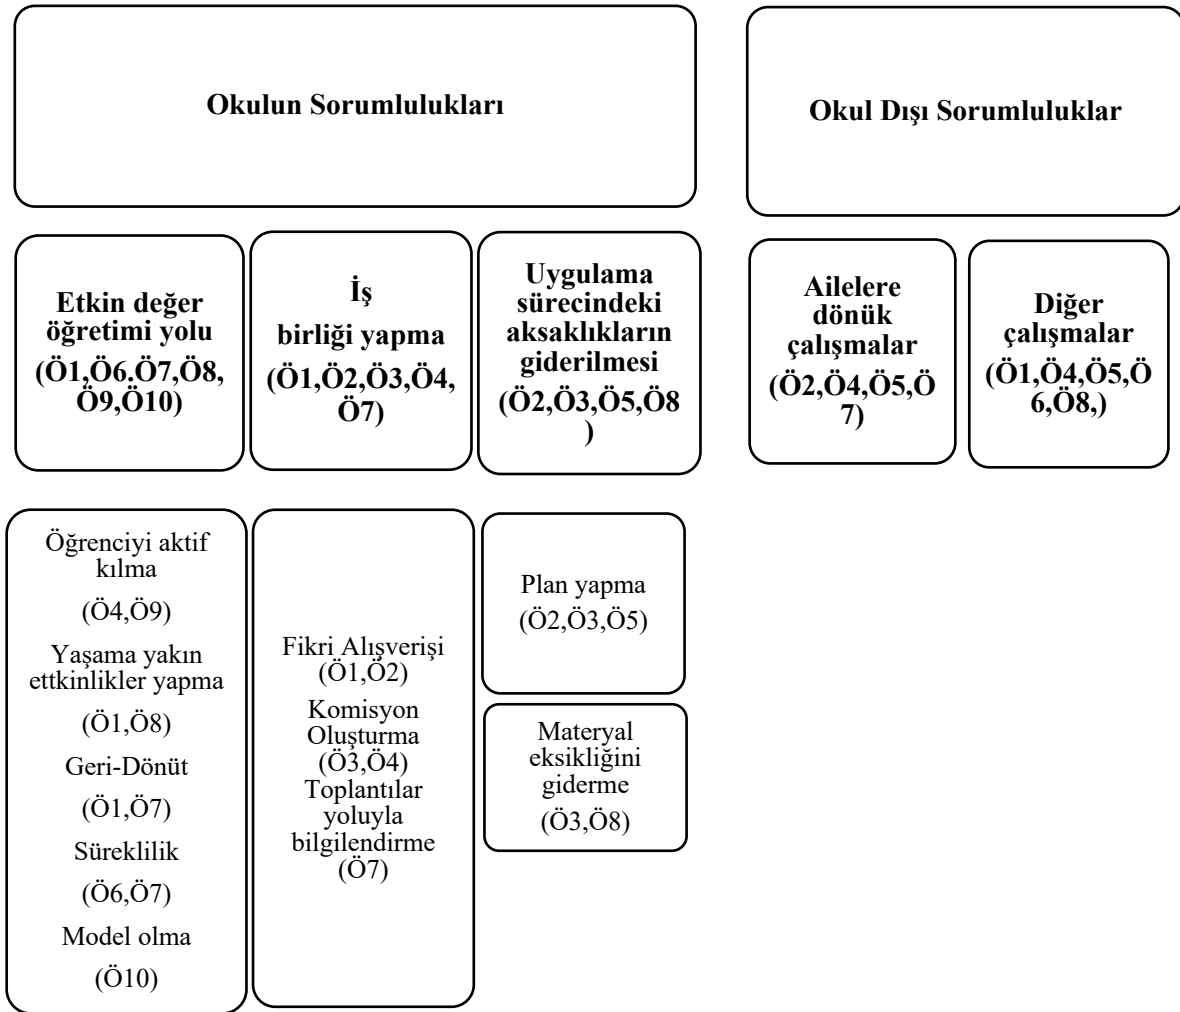 Okulun Sorumlulukları
Okul Dışı Sorumluluklar
Etkin değer
öğretimi yolu
(Ö1,Ö6.Ö7,Ö8,
Ö9,Ö10)
İş
birliği yapma
(Ö1,Ö2,Ö3,Ö4,
Ö7)
Uygulama
sürecindeki
aksaklıkların
giderilmesi
(Ö2,Ö3,Ö5,Ö8
)
Ailelere
dönük
çalışmalar
(Ö2,Ö4,Ö5,Ö
7)
Diğer
çalışmalar
(Ö1,Ö4,Ö5,Ö
6,Ö8,)
Öğrenciyi aktif
kılma
(Ö4,Ö9)
Yaşama yakın
ettkinlikler yapma
(Ö1,Ö8)
Geri-Dönüt
(Ö1,Ö7)
Süreklilik
(Ö6,Ö7)
Model olma
(Ö10)
Fikri Alışverişi
(Ö1,Ö2)
Komisyon
Oluşturma
(Ö3,Ö4)
Toplantılar
yoluyla
bilgilendirme
(Ö7)
Plan yapma
(Ö2,Ö3,Ö5)
Materyal
eksikliğini
giderme
(Ö3,Ö8)